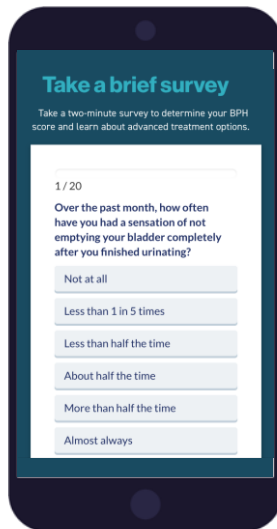 Take a brief survey
Take a two-minute survey to determine your BPH
score and learn about advanced treatment options.
1 / 20
Over the past month, how often
have you had a sensation of not
emptying your bladder completely
after you finished urinating?
Not at all
Less than 1 in 5 times
Less than half the time
About half the time
More than half the time
Almost always